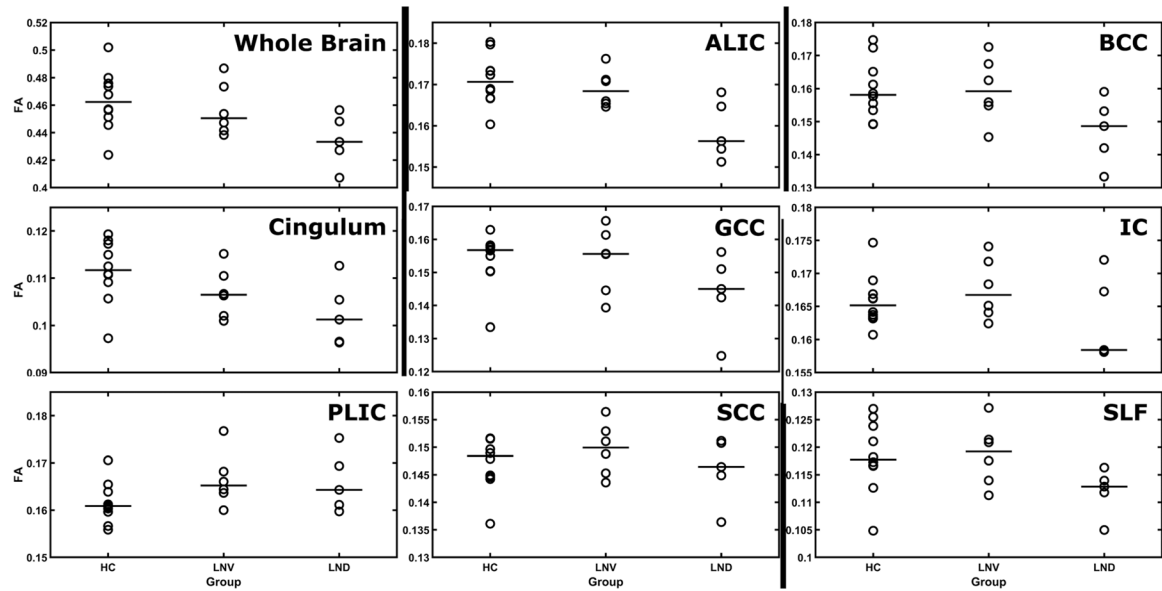 Whole Brain
FA
0.52
0.5
0.48
0.46
0.44
0.42
0.4
ALIC
0.18
0.17
0.16
0.15
BCC
0.18
0.17
0.16
0.15
0.14
0.13
Cingulum
FA
0.12
0.11
0.1
0.09
GCC
0.17
0.16
0.15
0.14
0.13
0.12
IC
0.18
0.175
0.17
0.165
0.16
0.155
PLIC
FA
0.18
0.17
0.16
0.15
HC LNV LND
Group
SCC
0.16
0.155
0.15
0.145
0.14
0.135
0.13
HC LNV LND
Group
SLF
0.13
0.125
0.12
0.115
0.11
0.105
0.1
HC LNV LND
Group